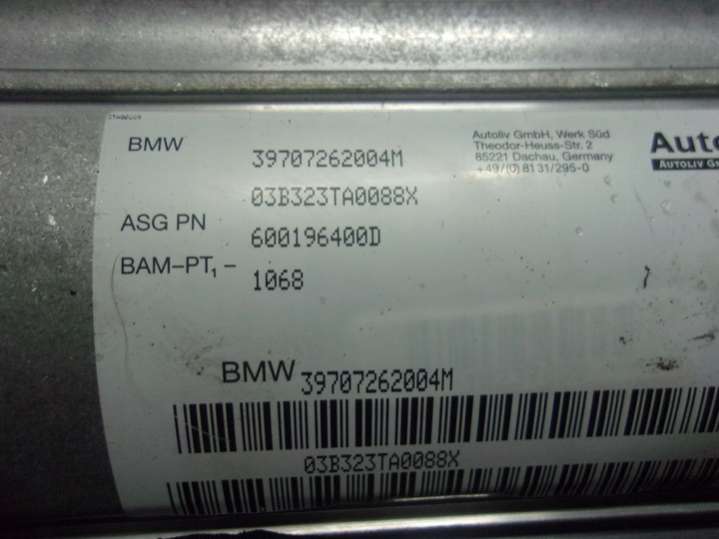 BMW 39707262004M
03B323TA0088X
ASG PN 600196400D
BAM-PT1 - 1068
Autoliv GmbH, Werk Süd
Theodor-Heuss-Str. 2
85221 Dachau, Germany
+49/(0) 81 31/295-0
BMW 39707262004M
03B323TA0088X